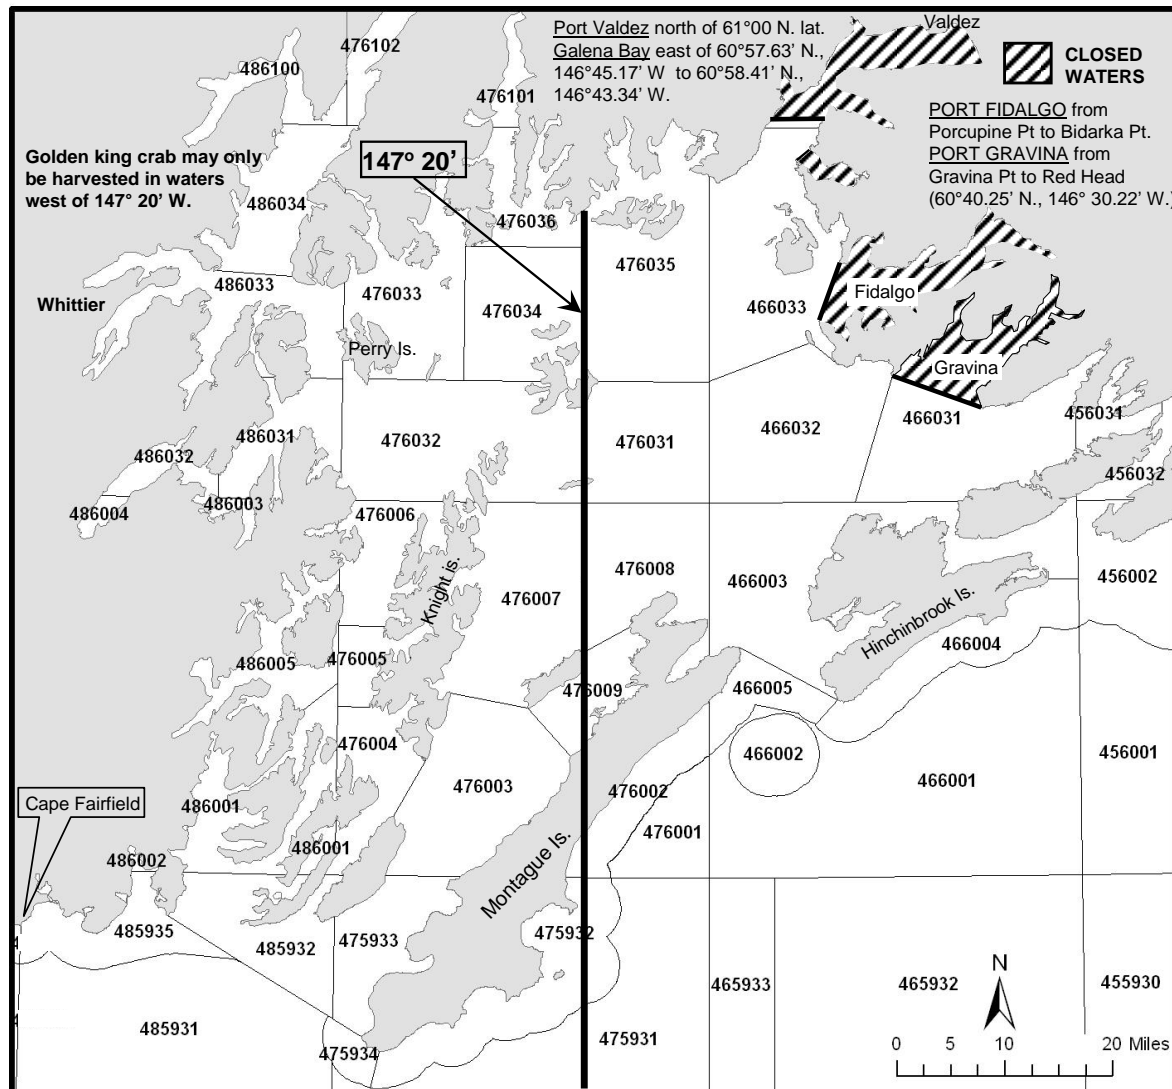 Port Valdez north of 61°00 N. lat.
Galena Bay east of 60°57.63' N.,
146°45.17' W to 60°58.41' N.,
146°43.34' W.
Valdez
CLOSED
WATERS
PORT FIDALGO from
Porcupine Pt to Bidarka Pt.
PORT GRAVINA from
Gravina Pt to Red Head
(60°40.25' N., 146° 30.22' W.)
476102
486100
476101
Golden king crab may only
be harvested in waters
west of 147° 20' W.
147º 20'
486034
476036
476035
486033
476033
476034
466033
Fidalgo
Whittier
Perry Is.
Gravina
486031
476032
476031
466032
466031
456031
486032
456032
486004
486003
476006
476007
476008
466003
456002
Knight is.
Hinchinbrook Is.
466004
486005
476005
476009
466005
476004
476003
476002
466002
466001
456001
Cape Fairfield
486001
476001
486002
486001
Montague Is.
485935
485932
475933
475932
N
465933
465932
455930
485931
475934
475931
0 5 10 20 Miles